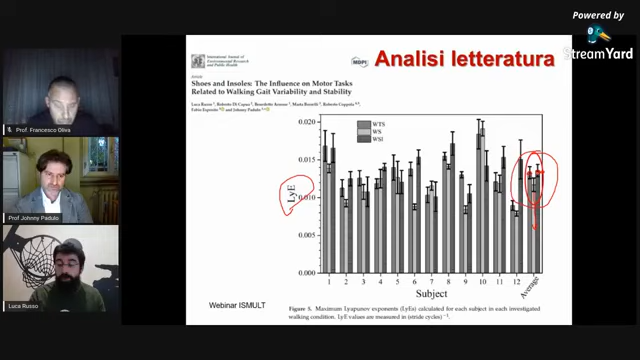 Powered by
StreamYard
Prof. Francesco Oliva
Prof Johnny Padulo
Luca Russo
International Journal of
Environmental Research
and Public Health
MDPI
Analisi letteratura
Article
Shoes and Insoles: The Influence on Motor Tasks
Related to Walking Gait Variability and Stability
0.020
0.015
0.010
0.005
0.000
LyE
WTS
WS
WSI
1 2 3 4 5 6 7 8 9 10 11 12 Average
Subject
Webinar ISMULT
Maximum Lyapunov exponents (LyEs) calculated for each subject in each investigated
walking condition. LyE values are measured in (stride cycles)⁻¹.